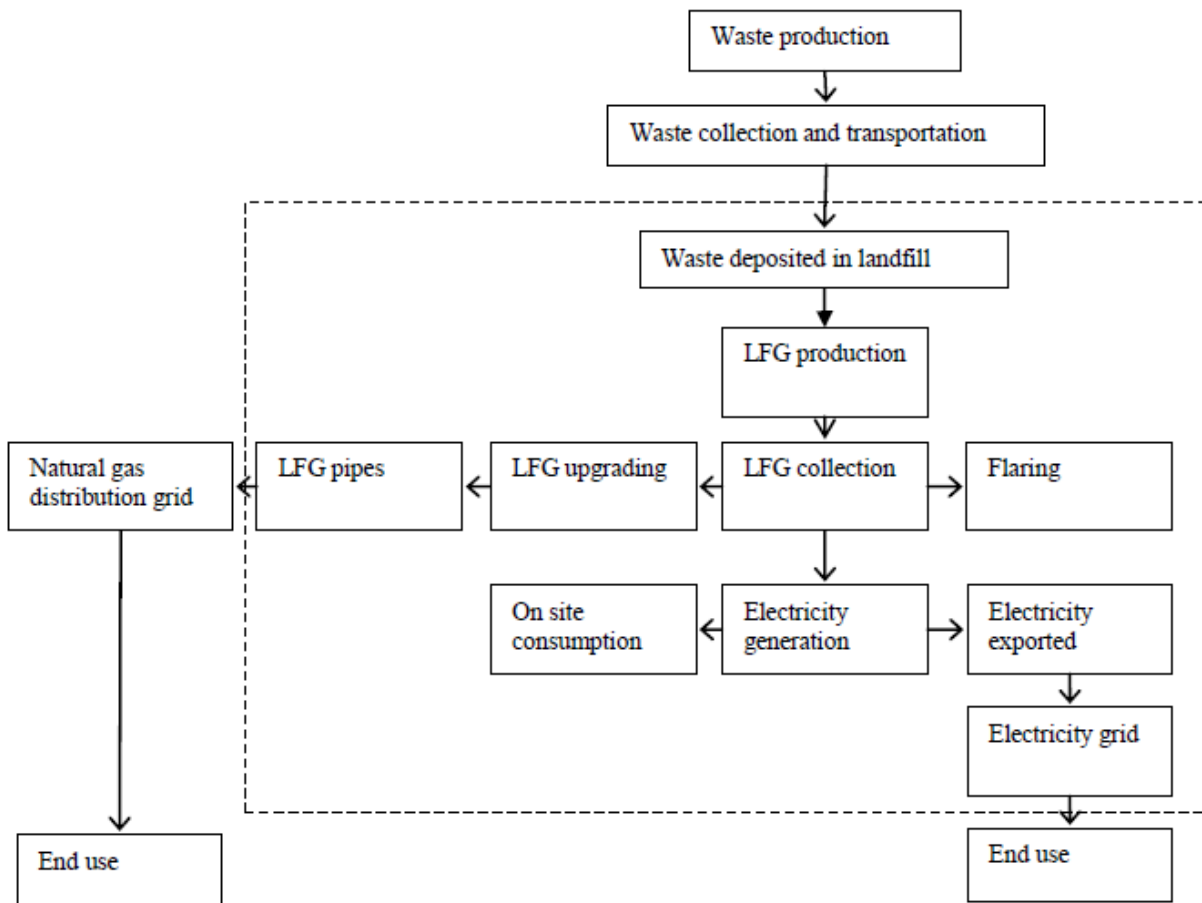 Waste production
Waste collection and transportation
Waste deposited in landfill
LFG production
Natural gas
distribution grid
LFG pipes
LFG upgrading
LFG collection
Flaring
On site
consumption
Electricity
generation
Electricity
exported
Electricity grid
End use
End use